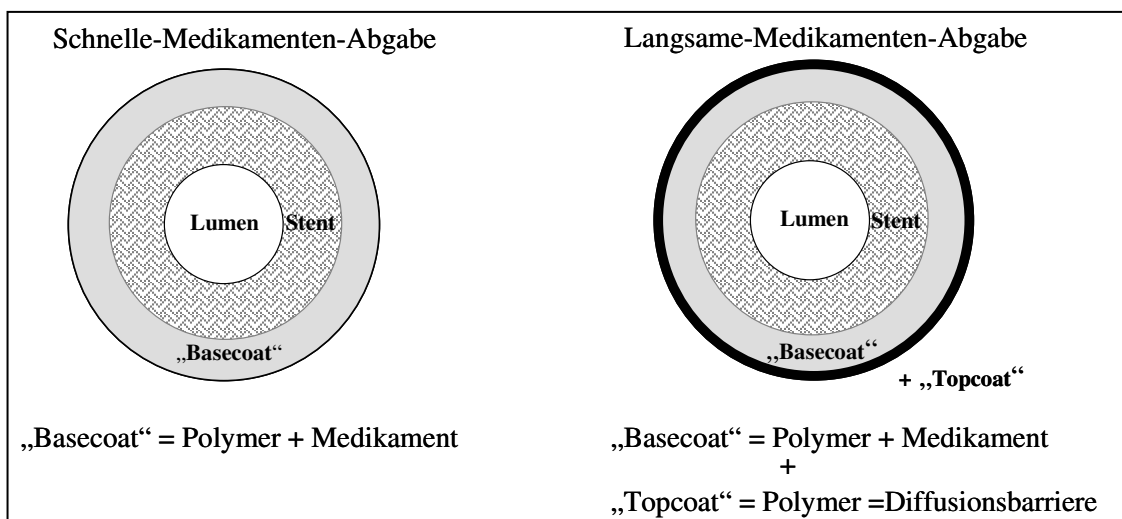 Schnelle-Medikamenten-Abgabe
Lumen
Stent
„Basecoat“
„Basecoat“ = Polymer + Medikament
Langsame-Medikamenten-Abgabe
Lumen
Stent
„Basecoat“
+ „Topcoat“
„Basecoat“ = Polymer + Medikament
+
„Topcoat“ = Polymer =Diffusionsbarriere